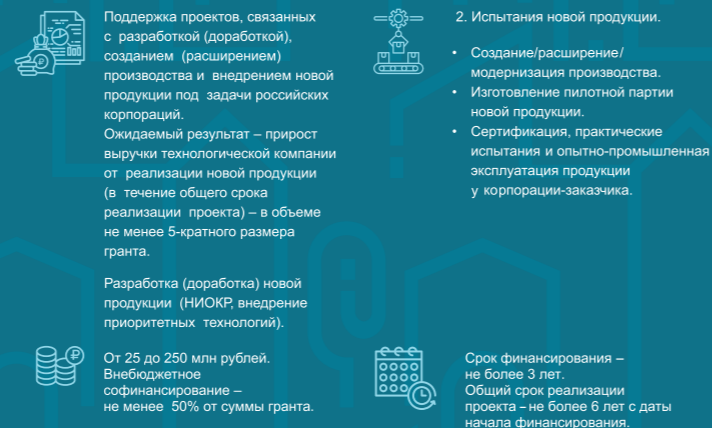 Поддержка проектов, связанных
с разработкой (доработкой),
созданием (расширением)
производства и внедрением новой
продукции под задачи российских
корпораций.
Ожидаемый результат – прирост
выручки технологической компании
от реализации новой продукции
(в течение общего срока
реализации проекта) – в объеме
не менее 5-кратного размера
гранта.
Разработка (доработка) новой
продукции (НИОКР, внедрение
приоритетных технологий).
2. Испытания новой продукции.
• Создание/расширение/
модернизация производства.
• Изготовление пилотной партии
новой продукции.
• Сертификация, практические
испытания и опытно-промышленная
эксплуатация продукции
у корпорации-заказчика.
От 25 до 250 млн рублей.
Внебюджетное
софинансирование –
не менее 50% от суммы гранта.
Срок финансирования –
не более 3 лет.
Общий срок реализации
проекта – не более 6 лет с даты
начала финансирования.